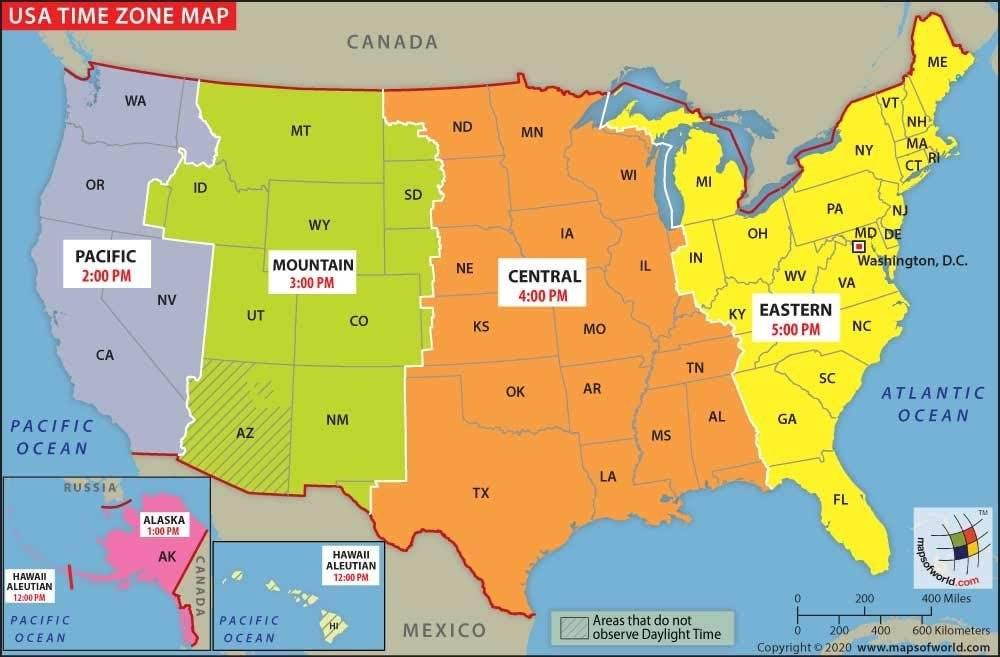 USA TIME ZONE MAP
CANADA
WA
MT
ND
MN
ME
VT
NH
MA
NY
CT
RI
OR
ID
SD
WI
MI
WY
PA
NJ
IA
OH
MD
DE
Washington, D.C.
PACIFIC
2:00 PM
MOUNTAIN
3:00 PM
CENTRAL
4:00 PM
EASTERN
5:00 PM
NE
IL
IN
WV
VA
NV
UT
CO
KS
MO
KY
NC
CA
TN
OK
AR
SC
AZ
NM
MS
AL
GA
TX
LA
FL
PACIFIC
OCEAN
ATLANTIC
OCEAN
RUSSIA
ALASKA
1:00 PM
AK
CANADA
HAWAII
ALEUTIAN
12:00 PM
PACIFIC
OCEAN
HAWAII
ALEUTIAN
12:00 PM
PACIFIC
OCEAN
HI
MEXICO
Areas that do not
observe Daylight Time
TM
mapsofworld.com
0 200 400 Miles
0 200 400 600 Kilometers
Copyright © 2020 www.mapsofworld.com